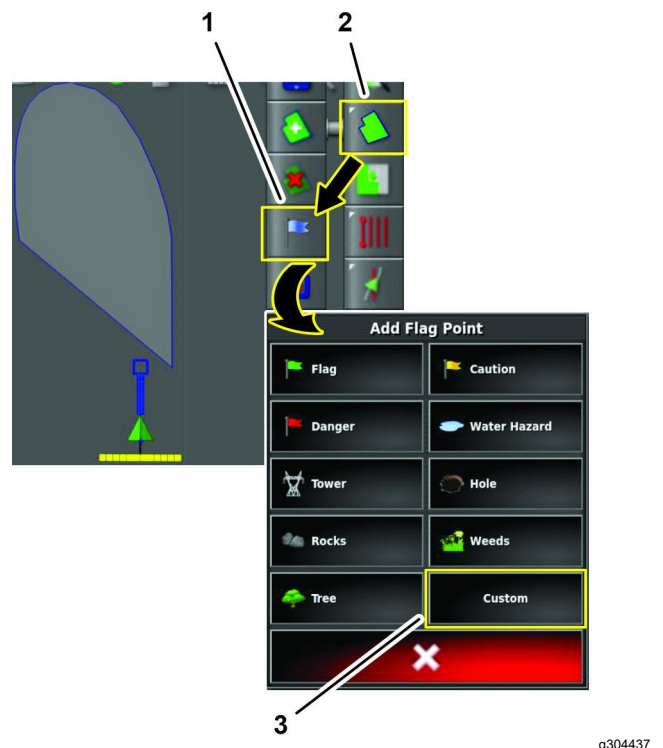 1
2
Add Flag Point
Flag
Caution
Danger
Water Hazard
Tower
Hole
Rocks
Weeds
Tree
Custom
3
g304437